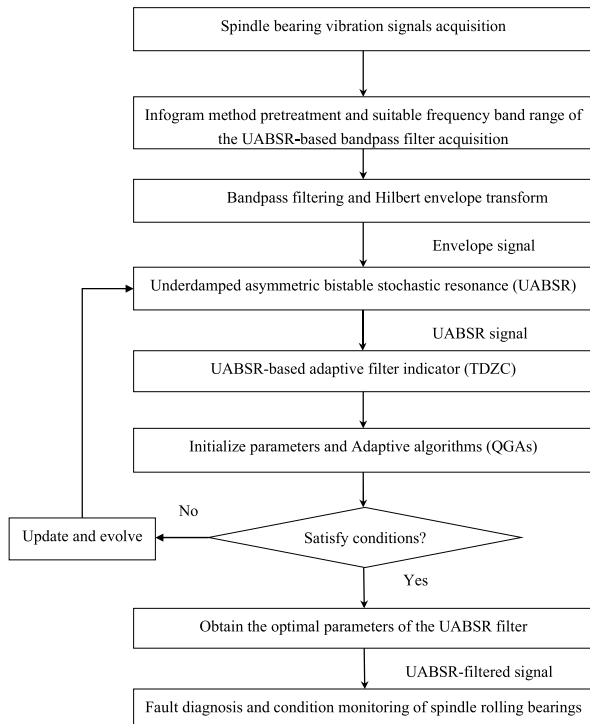 Spindle bearing vibration signals acquisition
Infogram method pretreatment and suitable frequency band range of
the UABSR-based bandpass filter acquisition
Bandpass filtering and Hilbert envelope transform
Envelope signal
Underdamped asymmetric bistable stochastic resonance (UABSR)
UABSR signal
UABSR-based adaptive filter indicator (TDZC)
Initialize parameters and Adaptive algorithms (QGAs)
No
Update and evolve
Satisfy conditions?
Yes
Obtain the optimal parameters of the UABSR filter
UABSR-filtered signal
Fault diagnosis and condition monitoring of spindle rolling bearings